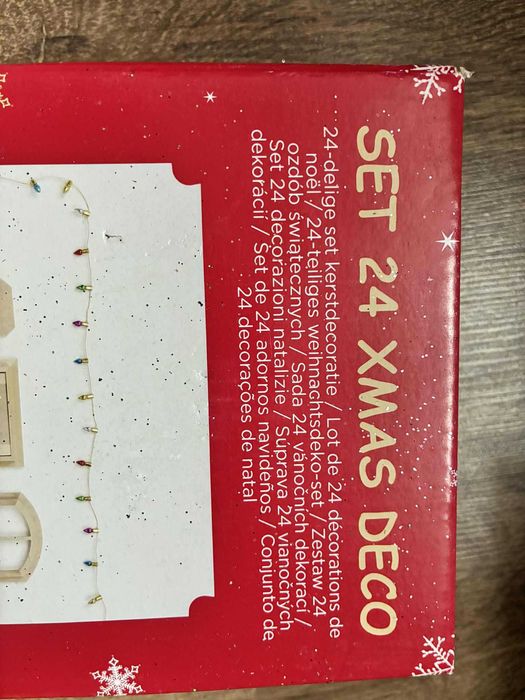 SET 24 XMAS DECO
24-delige set kerstdecoratie / Lot de 24 décorations de
noël / 24-teiliges weihnachtsdeko-set / Zestaw 24
ozdób świątecznych / Sada 24 vánočních dekorací /
Set 24 decorazioni natalizie / Súprava 24 vianočných
dekorácií / Set de 24 adornos navideños / Conjunto de
24 decorações de natal